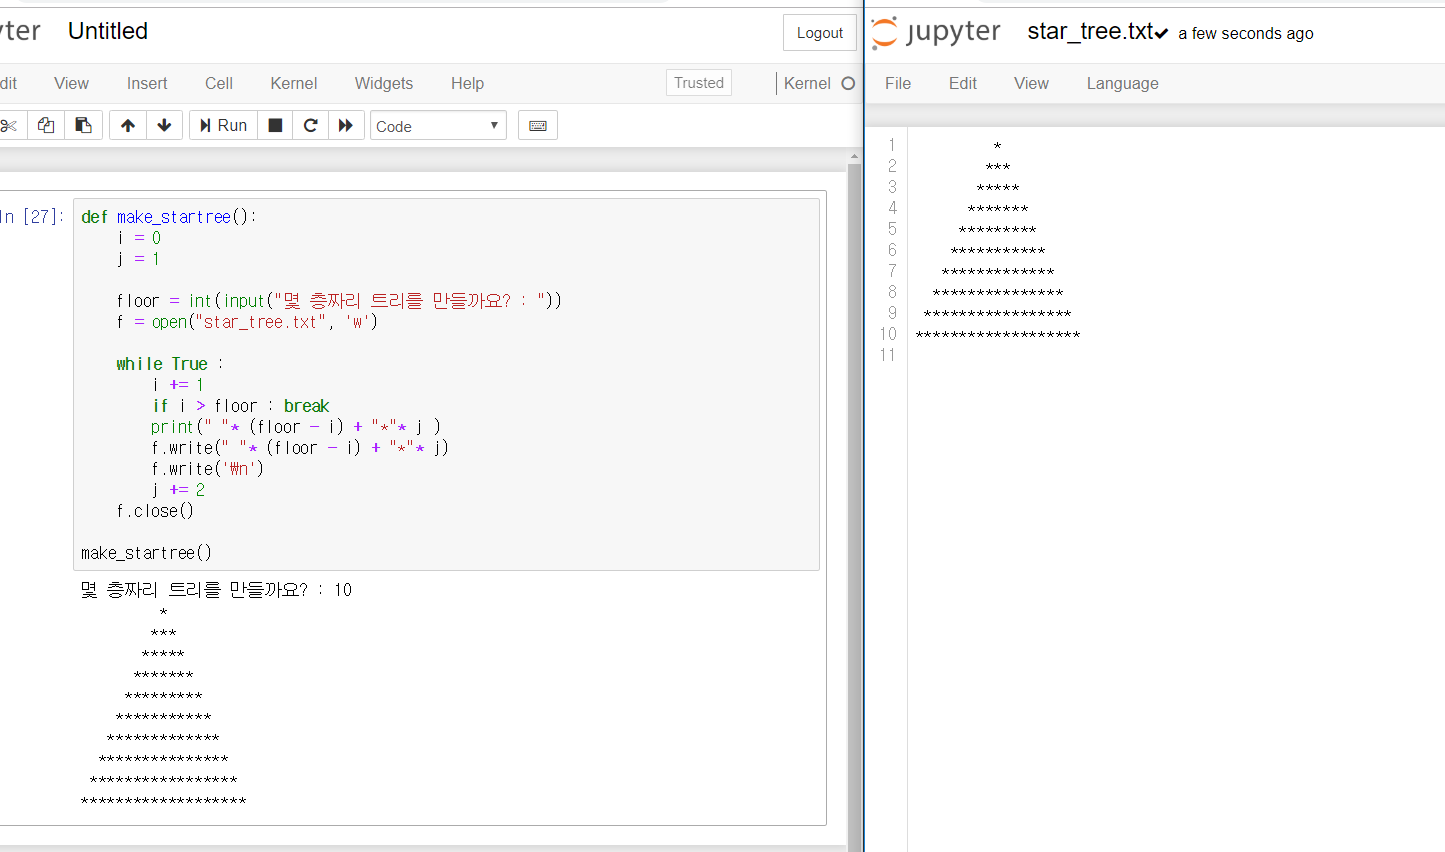 yter Untitled
Logout
dit View Insert Cell Kernel Widgets Help Trusted Kernel
Run Code
In [27]:
def make_startree():
    i = 0
    j = 1

    floor = int(input("몇 층짜리 트리를 만들까요? : "))
    f = open("star_tree.txt", 'w')

    while True :
        i += 1
        if i > floor : break
        print(" "* (floor - i) + "*"* j )
        f.write(" "* (floor - i) + "*"* j)
        f.write('₩n')
        j += 2
    f.close()

make_startree()
몇 층짜리 트리를 만들까요? : 10
         *
        ***
       *****
      *******
     *********
    ***********
   *************
  ***************
 *****************
*******************
jupyter star_tree.txt✔ a few seconds ago
File Edit View Language
1          *
2         ***
3        *****
4       *******
5      *********
6     ***********
7    *************
8   ***************
9  *****************
10 *******************
11